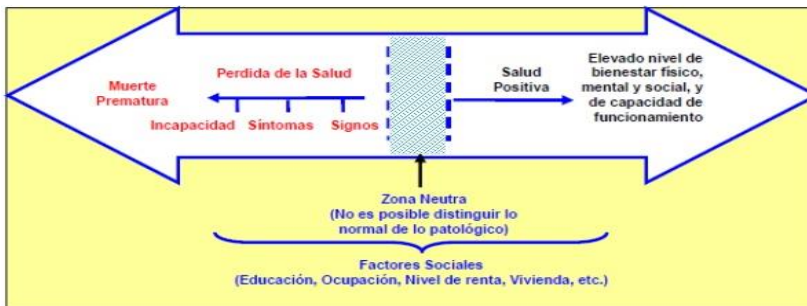 Muerte
Prematura
Perdida de la Salud
Incapacidad Síntomas Signos
Salud
Positiva
Elevado nivel de
bienestar físico,
mental y social, y
de capacidad de
funcionamiento
Zona Neutra
(No es posible distinguir lo
normal de lo patológico)
Factores Sociales
(Educación, Ocupación, Nivel de renta, Vivienda, etc.)